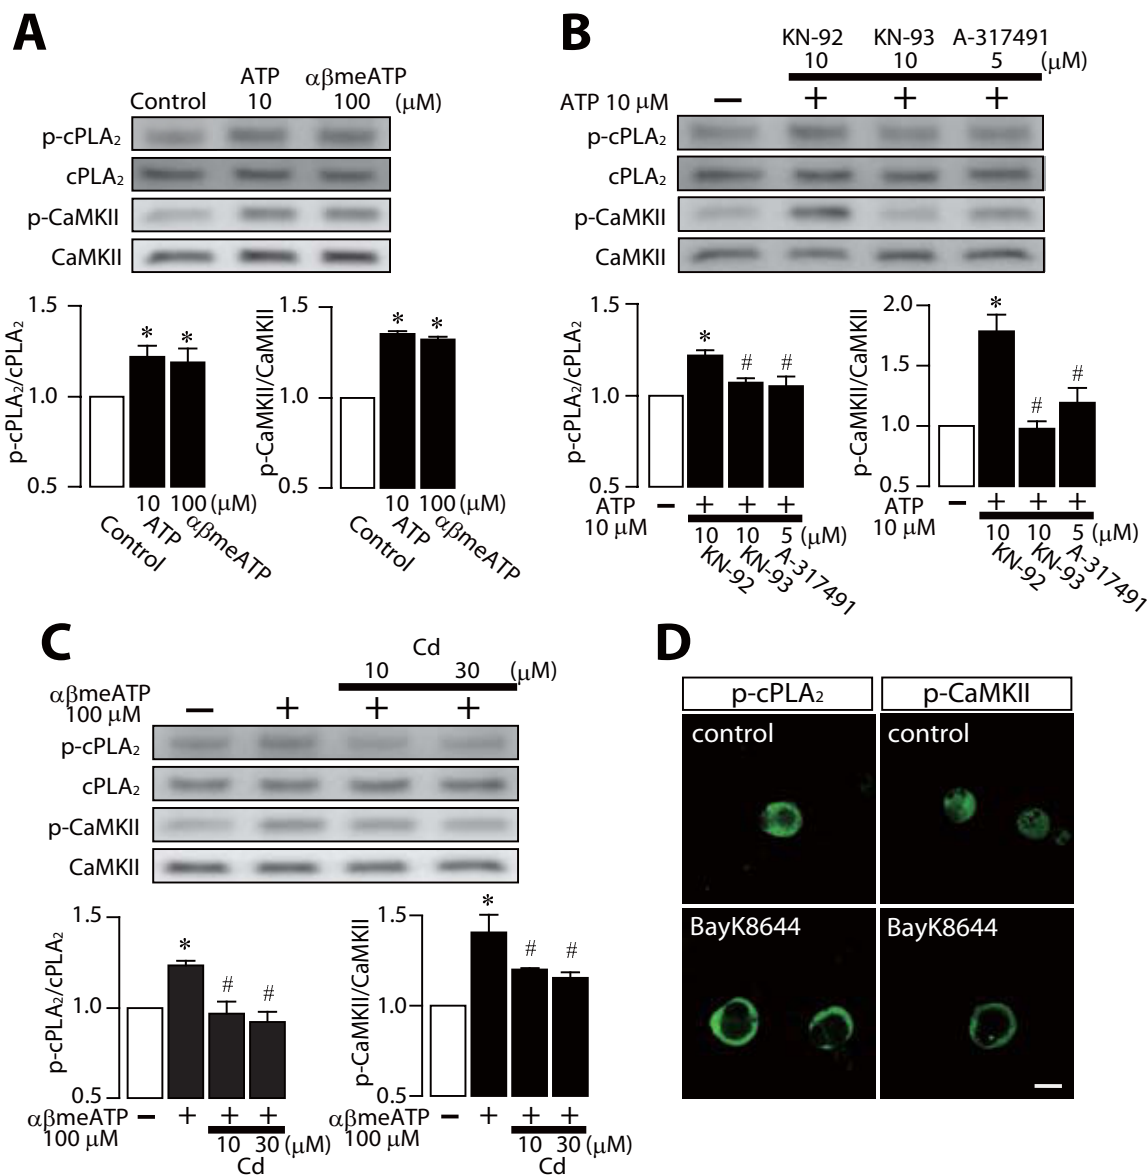 A
ATP αβmeATP
Control 10 100 (μM)
p-cPLA₂
cPLA₂
p-CaMKII
CaMKII
p-cPLA₂/cPLA₂
1.5
1.0
0.5
* *
10 100 (μM)
Control
ATP
αβmeATP
p-CaMKII/CaMKII
1.5
1.0
0.5
* *
10 100 (μM)
Control
ATP
αβmeATP
B
KN-92 KN-93 A-317491
10 10 5 (μM)
ATP 10 μM − + + +
p-cPLA₂
cPLA₂
p-CaMKII
CaMKII
p-cPLA₂/cPLA₂
1.5
1.0
0.5
* # #
ATP − + + +
10 μM
10 10 5 (μM)
KN-92
KN-93
A-317491
p-CaMKII/CaMKII
2.0
1.5
1.0
0.5
* # #
ATP − + + +
10 μM
10 10 5 (μM)
KN-92
KN-93
A-317491
C
Cd
10 30 (μM)
αβmeATP
100 μM − + + +
p-cPLA₂
cPLA₂
p-CaMKII
CaMKII
p-cPLA₂/cPLA₂
1.5
1.0
0.5
* # #
αβmeATP − + + +
100 μM
10 30 (μM)
Cd
p-CaMKII/CaMKII
1.5
1.0
0.5
* # #
αβmeATP − + + +
100 μM
10 30 (μM)
Cd
D
p-cPLA₂ p-CaMKII
control control
BayK8644 BayK8644